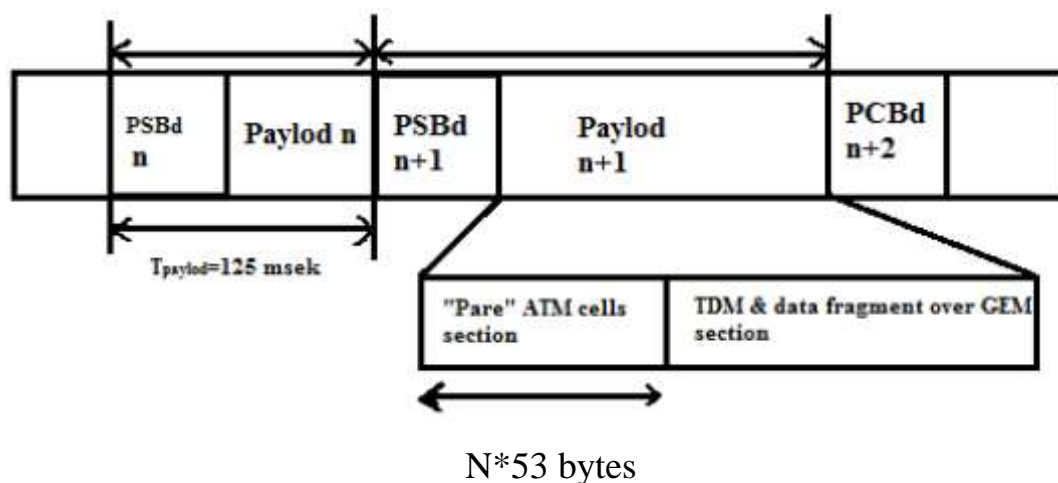 PSBd
n
Paylod n
PSBd
n+1
Paylod
n+1
PCBd
n+2
Tpaylod=125 msek
"Pare" ATM cells
section
TDM & data fragment over GEM
section
N*53 bytes